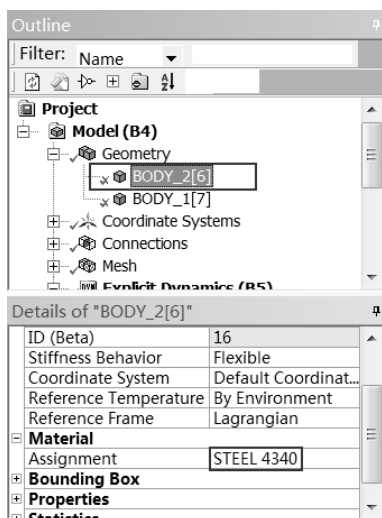 Outline
Filter: Name
Project
Model (B4)
Geometry
BODY_2[6]
BODY_1[7]
Coordinate Systems
Connections
Mesh
Explicit Dynamics (B5)
Details of "BODY_2[6]"
ID (Beta) 16
Stiffness Behavior Flexible
Coordinate System Default Coordinat...
Reference Temperature By Environment
Reference Frame Lagrangian
Material
Assignment STEEL 4340
Bounding Box
Properties
Statistics